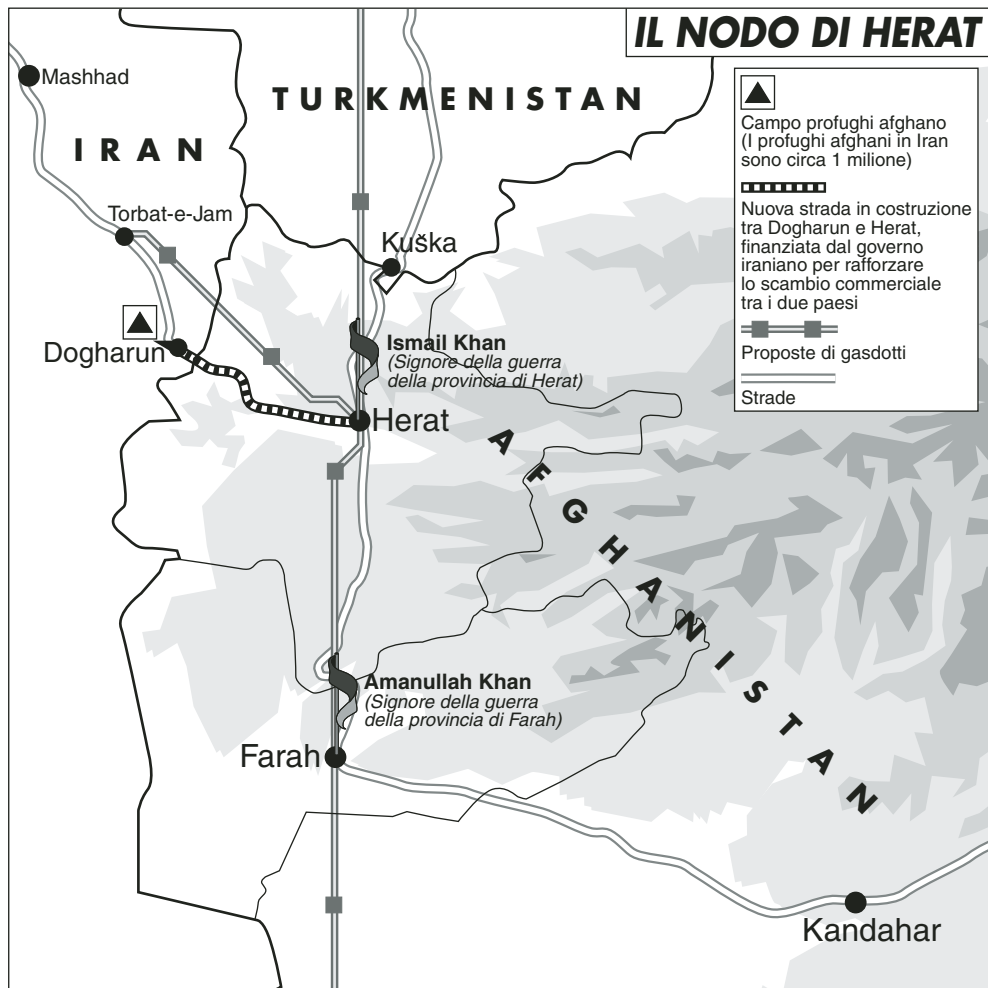 IL NODO DI HERAT
Mashhad
TURKMENISTAN
IRAN
Campo profughi afghano
(I profughi afghani in Iran
sono circa 1 milione)
Nuova strada in costruzione
tra Dogharun e Herat,
finanziata dal governo
iraniano per rafforzare
lo scambio commerciale
tra i due paesi
Proposte di gasdotti
Strade
Torbat-e-Jam
Kuška
Dogharun
Ismail Khan
(Signore della guerra
della provincia di Herat)
Herat
AFGHANISTAN
Amanullah Khan
(Signore della guerra
della provincia di Farah)
Farah
Kandahar